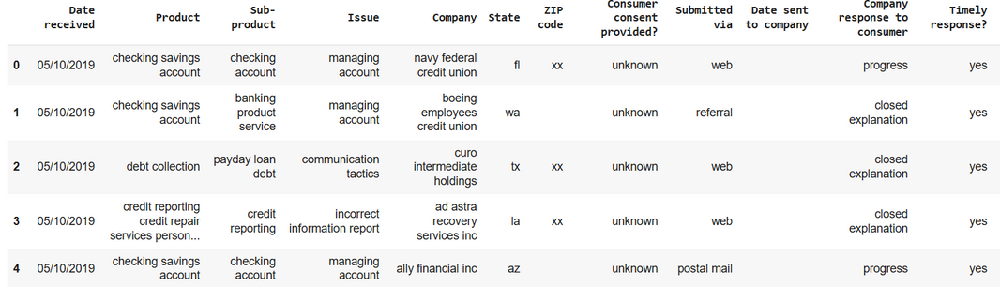 Date received Product Sub-product Issue Company State ZIP code Consumer consent provided? Submitted via Date sent to company Company response to consumer Timely response?
0 05/10/2019 checking savings account checking account managing account navy federal credit union fl xx unknown web progress yes
1 05/10/2019 checking savings account banking product service managing account boeing employees credit union wa unknown referral closed explanation yes
2 05/10/2019 debt collection payday loan debt communication tactics curo intermediate holdings tx xx unknown web closed explanation yes
3 05/10/2019 credit reporting credit repair services person... credit reporting incorrect information report ad astra recovery services inc la xx unknown web closed explanation yes
4 05/10/2019 checking savings account checking account managing account ally financial inc az unknown postal mail progress yes